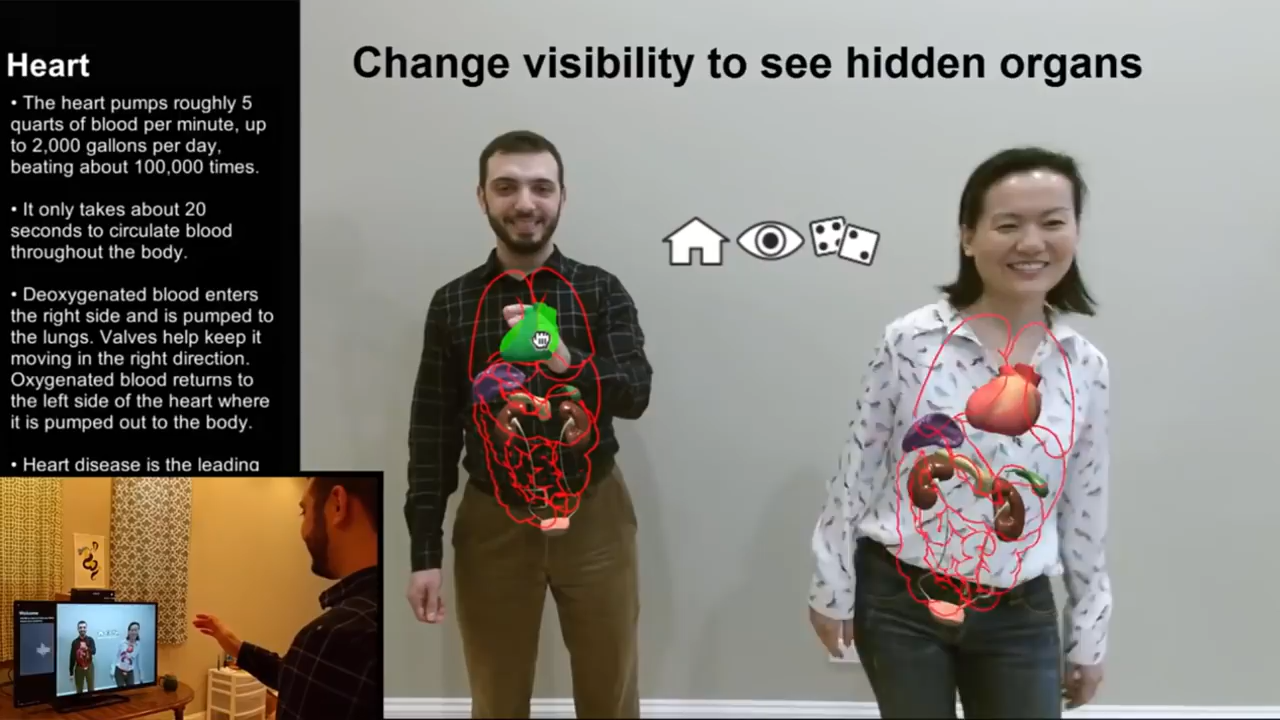 Heart
• The heart pumps roughly 5
quarts of blood per minute, up
to 2,000 gallons per day,
beating about 100,000 times.
• It only takes about 20
seconds to circulate blood
throughout the body.
• Deoxygenated blood enters
the right side and is pumped to
the lungs. Valves help keep it
moving in the right direction.
Oxygenated blood returns to
the left side of the heart where
it is pumped out to the body.
• Heart disease is the leading
Change visibility to see hidden organs
Welcome